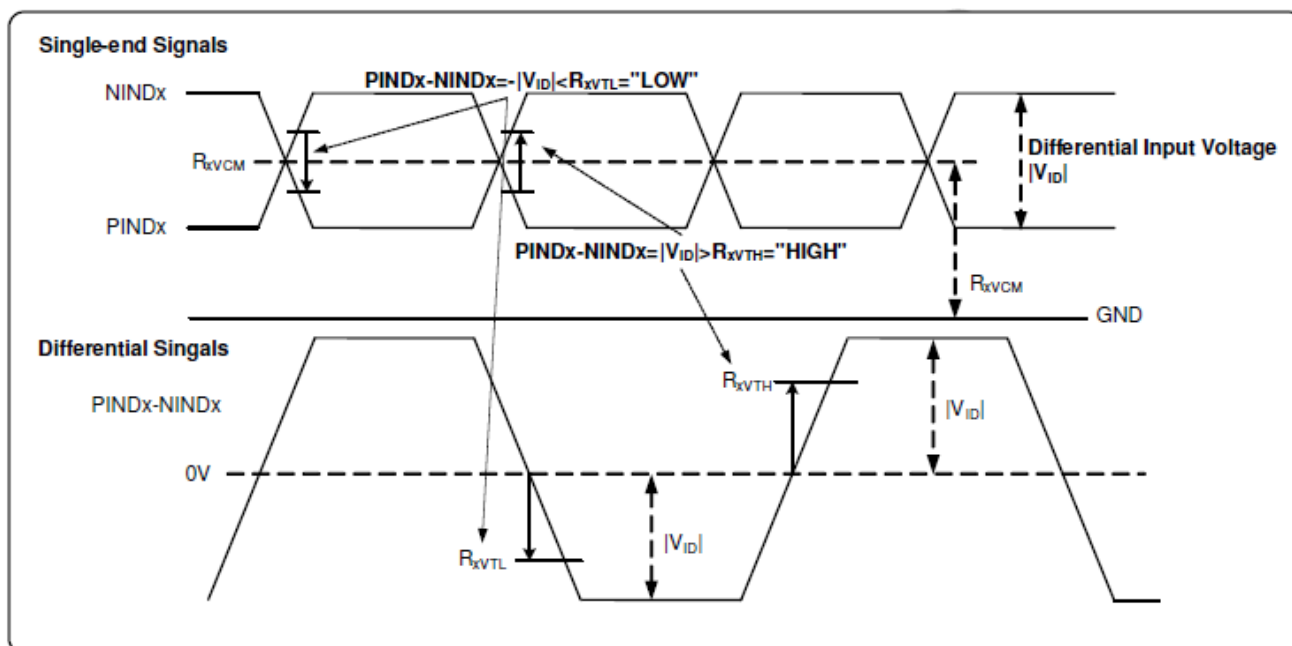 Single-end Signals
PINDx-NINDx=-|VID|<RxVTL="LOW"
NINDx
Differential Input Voltage
|VID|
RxVCM
PINDx
PINDx-NINDx=|VID|>RxVTH="HIGH"
RxVCM
GND
Differential Singals
RxVTH
PINDx-NINDx
|VID|
0V
|VID|
RxVTL